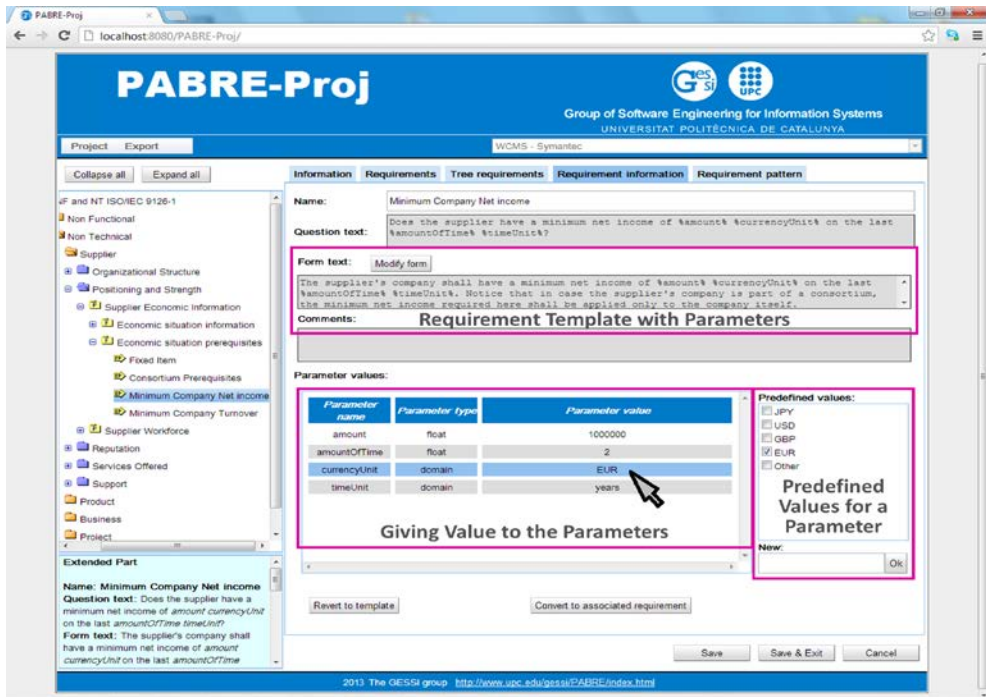 PABRE-Proj
localhost:8080/PABRE-Proj/
PABRE-Proj
Gessi
UPC
Group of Software Engineering for Information Systems
UNIVERSITAT POLITÈCNICA DE CATALUNYA
Project Export
WCMS - Symantec
Collapse all Expand all
Information Requirements Tree requirements Requirement information Requirement pattern
NF and NT ISO/IEC 9126-1
Non Functional
Non Technical
Supplier
Organizational Structure
Positioning and Strength
Supplier Economic Information
Economic situation information
Economic situation prerequisites
Fixed Item
Consortium Prerequisites
Minimum Company Net income
Minimum Company Turnover
Supplier Workforce
Reputation
Services Offered
Support
Product
Business
Project
Extended Part
Name: Minimum Company Net income
Question text: Does the supplier have a
minimum net income of amount currencyUnit
on the last amountOfTime timeUnit?
Form text: The supplier's company shall
have a minimum net income of amount
currencyUnit on the last amountOfTime
Name: Minimum Company Net income
Question text: Does the supplier have a minimum net income of %amount% %currencyUnit% on the last
%amountOfTime% %timeUnit%?
Form text: Modify form
The supplier's company shall have a minimum net income of %amount% %currencyUnit% on the last
%amountOfTime% %timeUnit%. Notice that in case the supplier's company is part of a consortium,
the minimum net income required here shall be applied only to the company itself.
Comments: Requirement Template with Parameters
Parameter values:
Parameter name Parameter type Parameter value
amount float 1000000
amountOfTime float 2
currencyUnit domain EUR
timeUnit domain years
Giving Value to the Parameters
Predefined values:
JPY
USD
GBP
EUR
Other
Predefined
Values for a
Parameter
New:
Ok
Revert to template Convert to associated requirement
Save Save & Exit Cancel
2013 The GESSI group http://www.upc.edu/gessi/PABRE/index.html